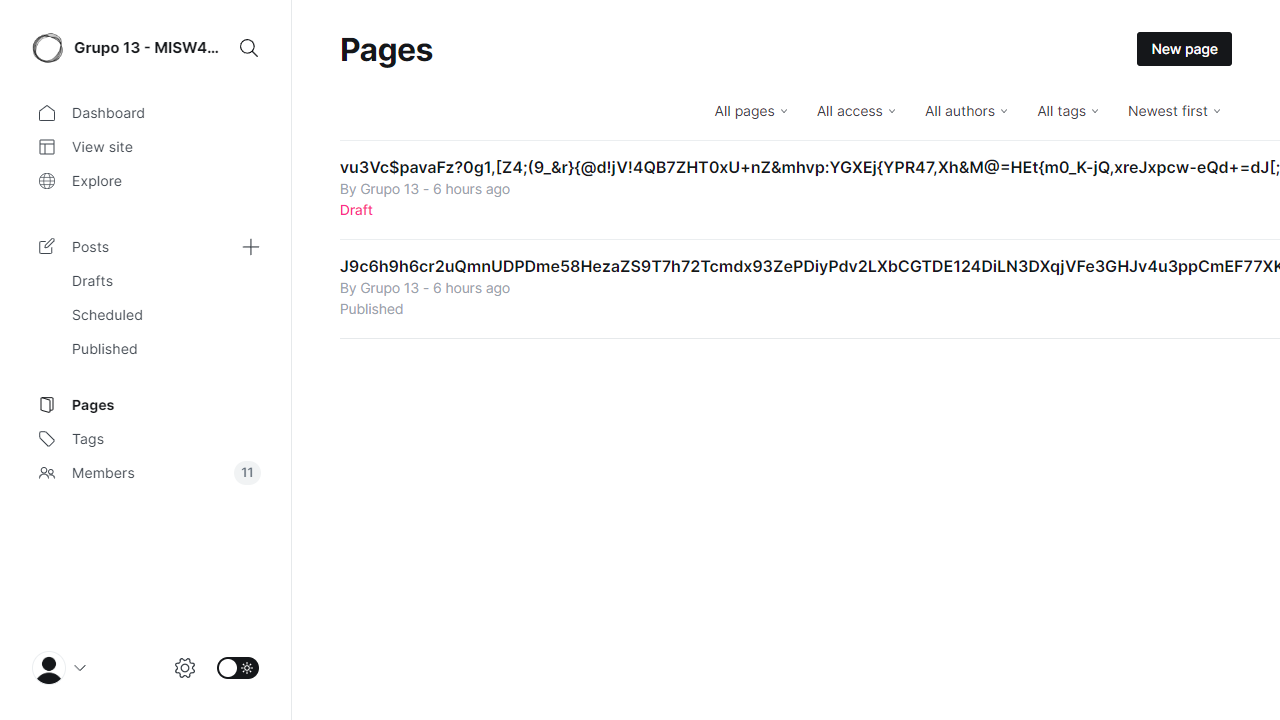 Grupo 13 - MISW4...
Dashboard
View site
Explore
Posts
Drafts
Scheduled
Published
Pages
Tags
Members
11
Pages
New page
All pages
All access
All authors
All tags
Newest first
vu3Vc$pavaFz?0g1,[Z4;(9_&r}{@d!jV!4QB7ZHT0xU+nZ&mhvp:YGXEj{YPR47,Xh&M@=HEt{m0_K-jQ,xreJxpcw-eQd+=dJ[;
By Grupo 13 - 6 hours ago
Draft
J9c6h9h6cr2uQmnUDPDme58HezaZS9T7h72Tcmdx93ZePDiyPdv2LXbCGTDE124DiLN3DXqjVFe3GHJv4u3ppCmEF77XK
By Grupo 13 - 6 hours ago
Published